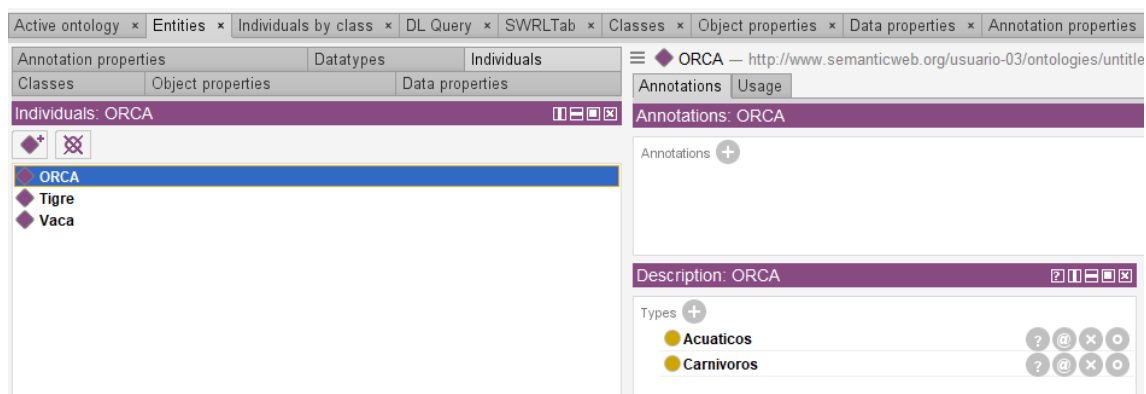 Active ontology × Entities × Individuals by class × DL Query × SWRLTab × Classes × Object properties × Data properties × Annotation properties
Annotation properties Datatypes Individuals
Classes Object properties Data properties
Individuals: ORCA
ORCA
Tigre
Vaca
ORCA — http://www.semanticweb.org/usuario-03/ontologies/untitle
Annotations Usage
Annotations: ORCA
Annotations
Description: ORCA
Types
Acuaticos
Carnivoros